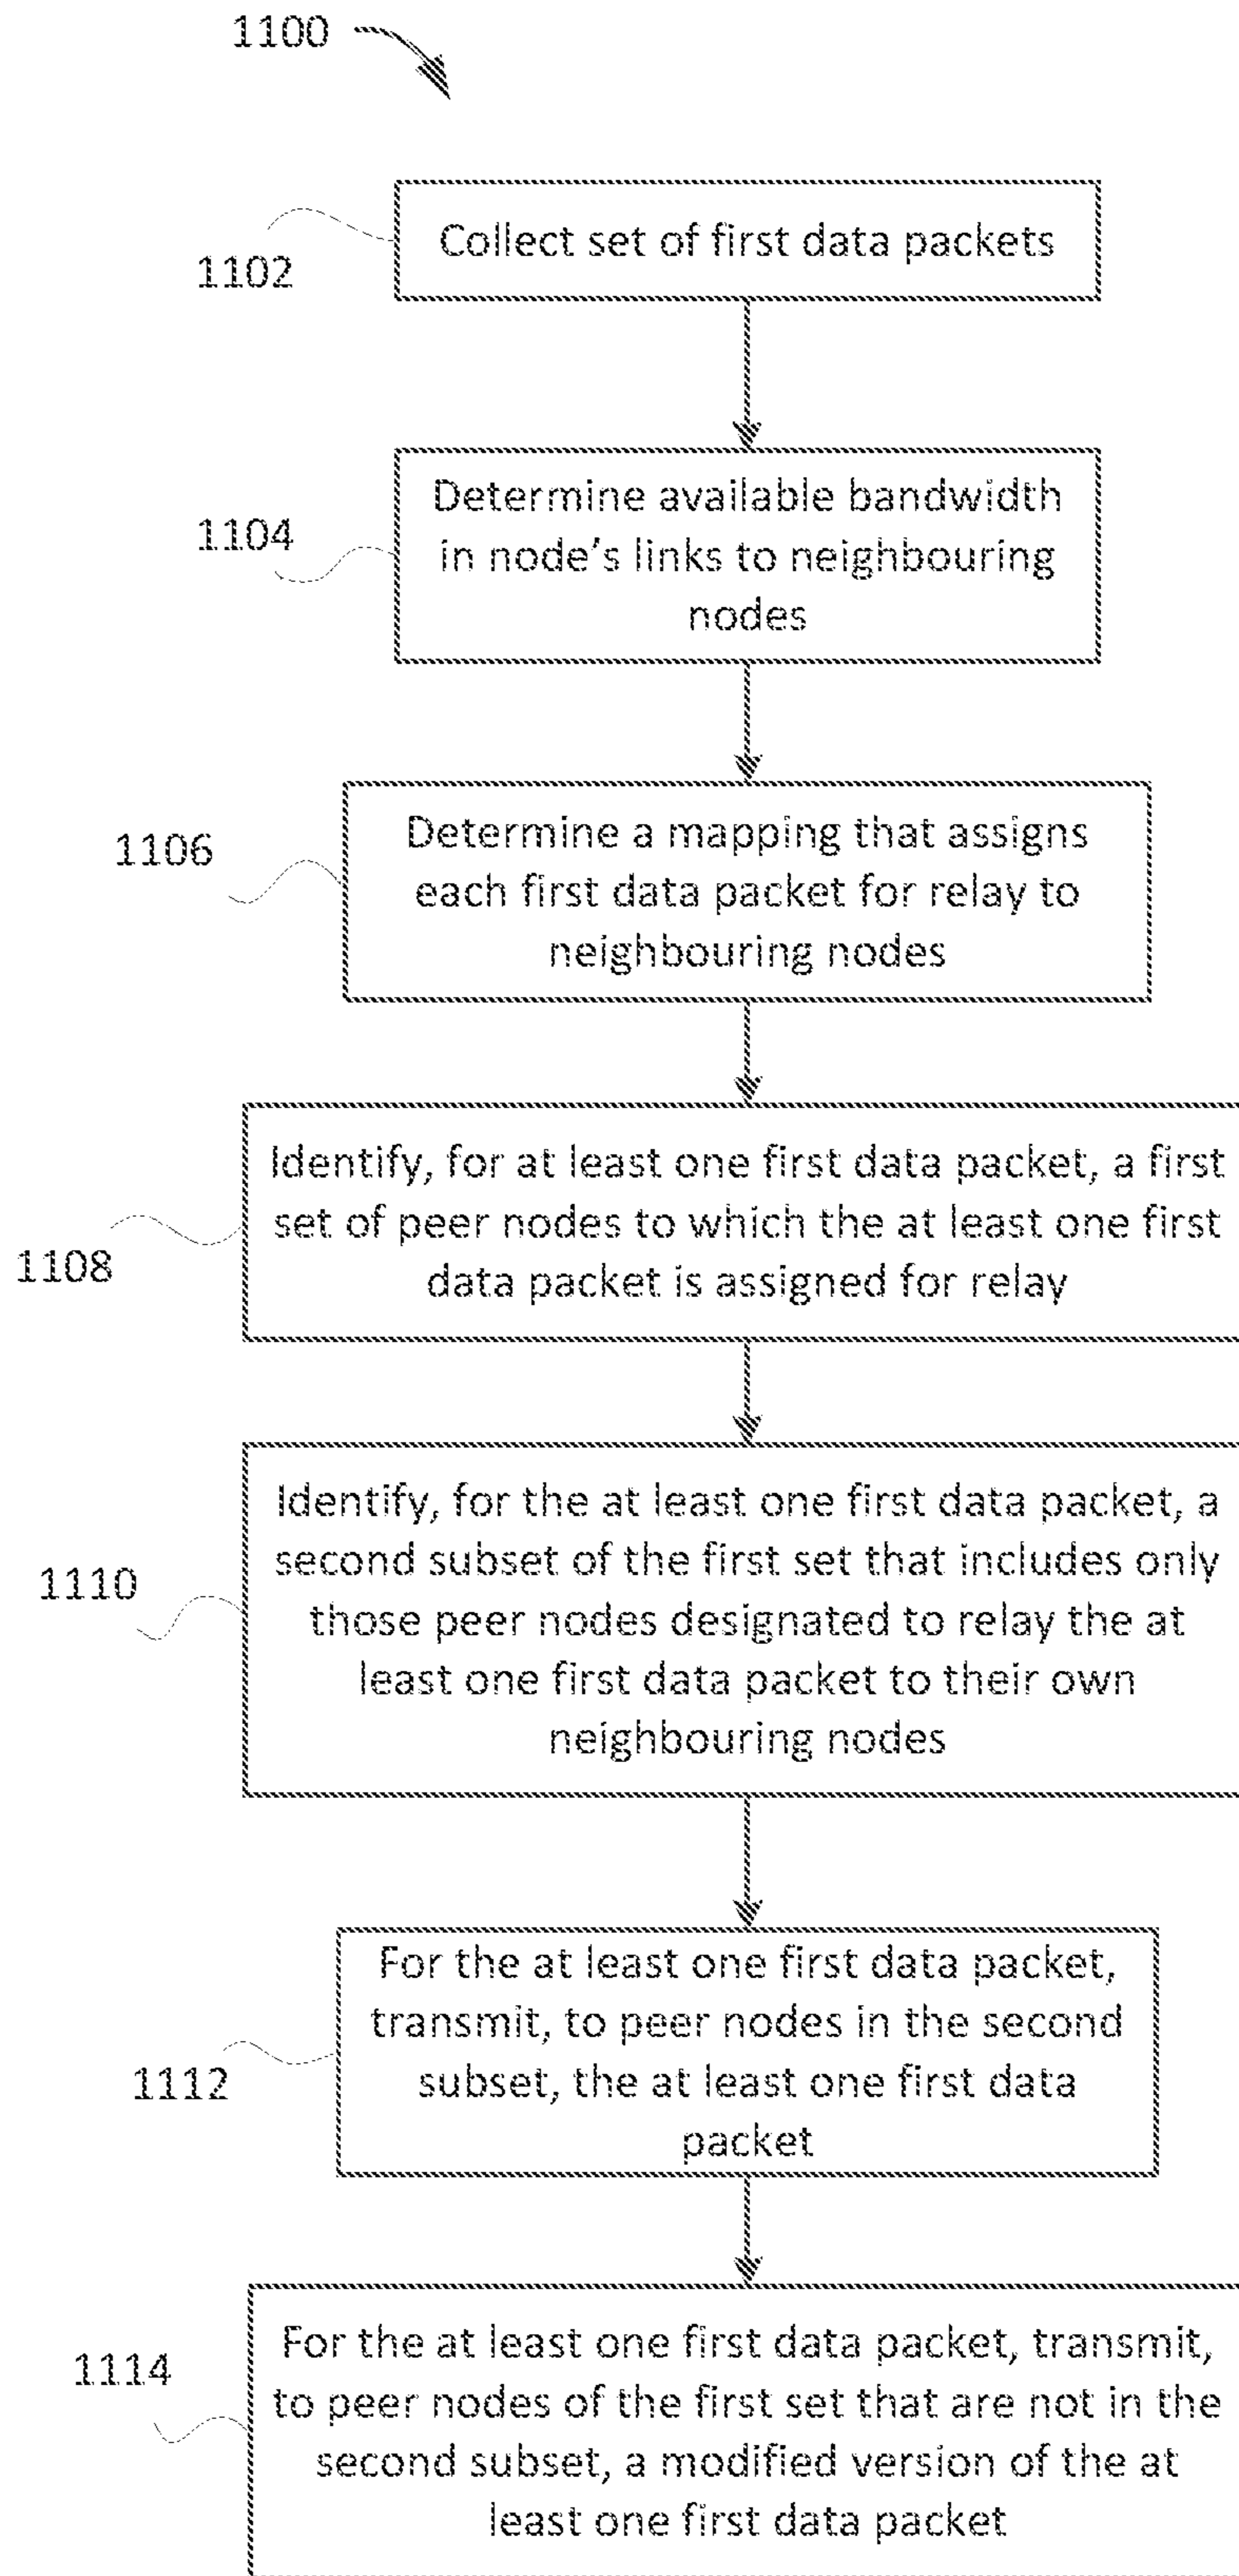 1100
1102
Collect set of first data packets
1104
Determine available bandwidth
in node's links to neighbouring
nodes
1106
Determine a mapping that assigns
each first data packet for relay to
neighbouring nodes
1108
Identify, for at least one first data packet, a first
set of peer nodes to which the at least one first
data packet is assigned for relay
1110
Identify, for the at least one first data packet, a
second subset of the first set that includes only
those peer nodes designated to relay the at
least one first data packet to their own
neighbouring nodes
1112
For the at least one first data packet,
transmit, to peer nodes in the second
subset, the at least one first data
packet
1114
For the at least one first data packet, transmit,
to peer nodes of the first set that are not in the
second subset, a modified version of the at
least one first data packet